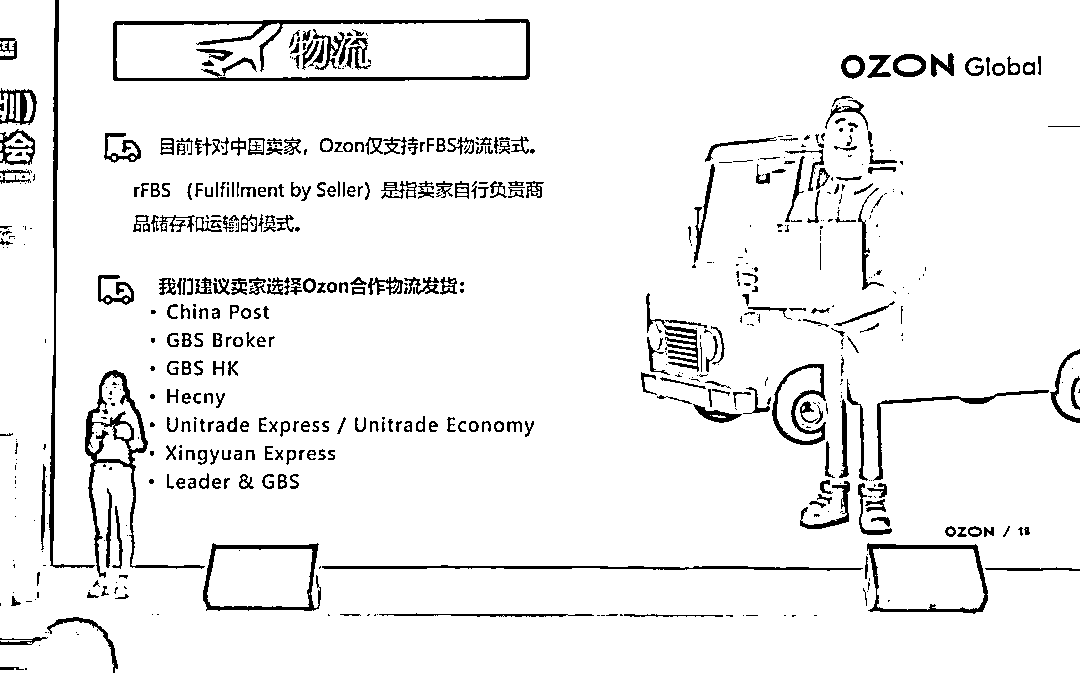 物流
OZON Global
目前针对中国卖家，Ozon仅支持rFBS物流模式。
rFBS （Fulfillment by Seller）是指卖家自行负责商
品储存和运输的模式。
我们建议卖家选择Ozon合作物流发货：
• China Post
• GBS Broker
• GBS HK
• Hecny
• Unitrade Express / Unitrade Economy
• Xingyuan Express
• Leader & GBS
OZON / 18
圳)
会